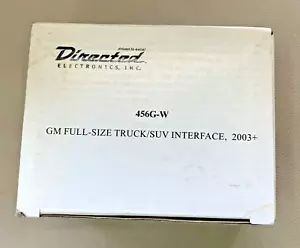 Directed
ELECTRONICS, INC.
456G-W
GM FULL-SIZE TRUCK/SUV INTERFACE, 2003+